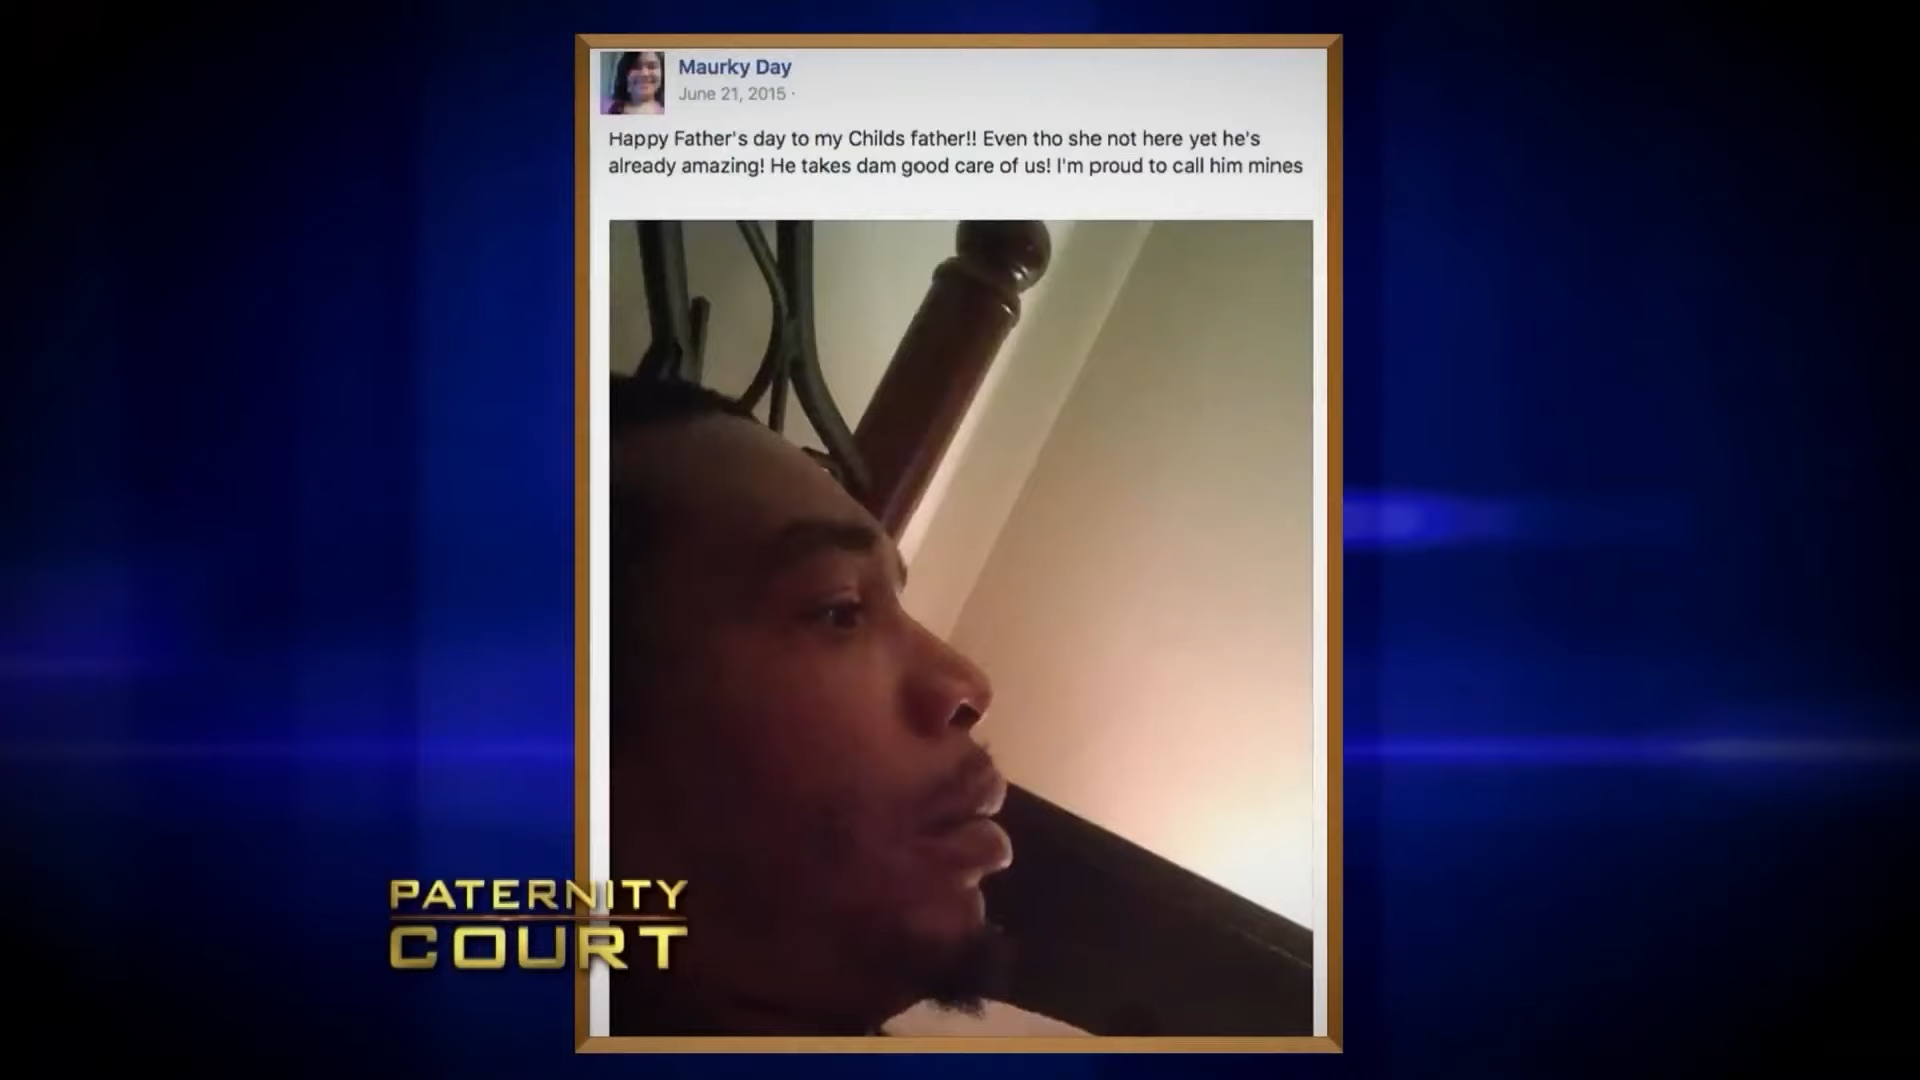 Maurky Day
June 21, 2015 ·
Happy Father's day to my Childs father!! Even tho she not here yet he's
already amazing! He takes dam good care of us! I'm proud to call him mines
PATERNITY
COURT